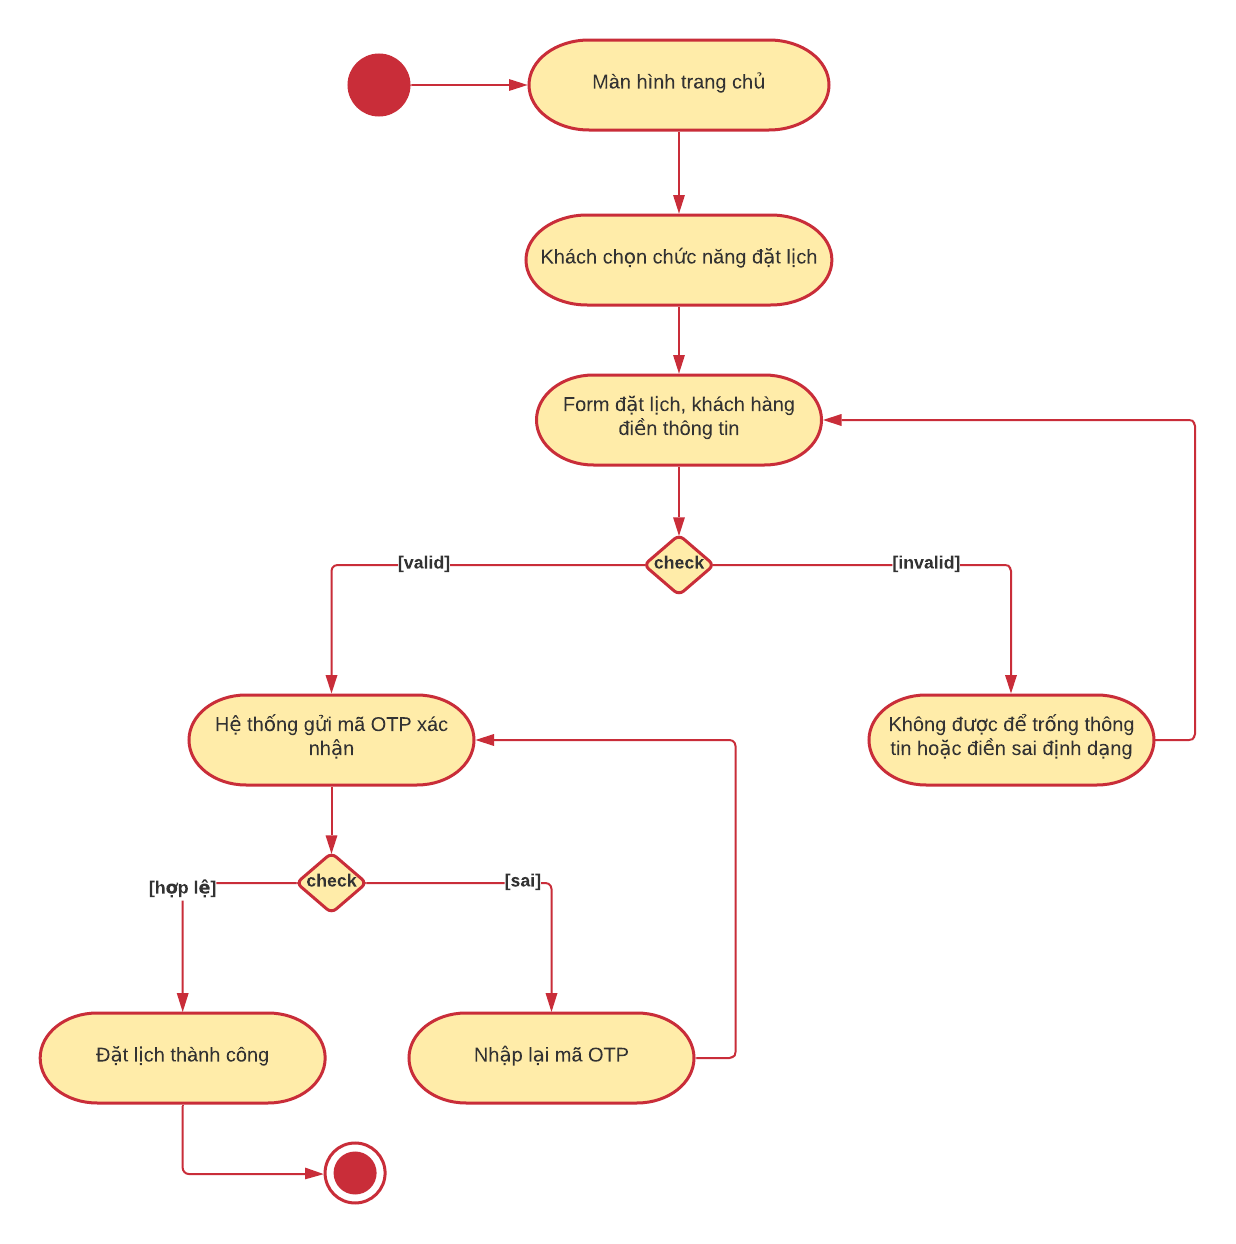 Màn hình trang chủ
Khách chọn chức năng đặt lịch
Form đặt lịch, khách hàng
điền thông tin
check
[valid]
[invalid]
Hệ thống gửi mã OTP xác
nhận
Không được để trống thông
tin hoặc điền sai định dạng
check
[hợp lệ]
[sai]
Đặt lịch thành công
Nhập lại mã OTP